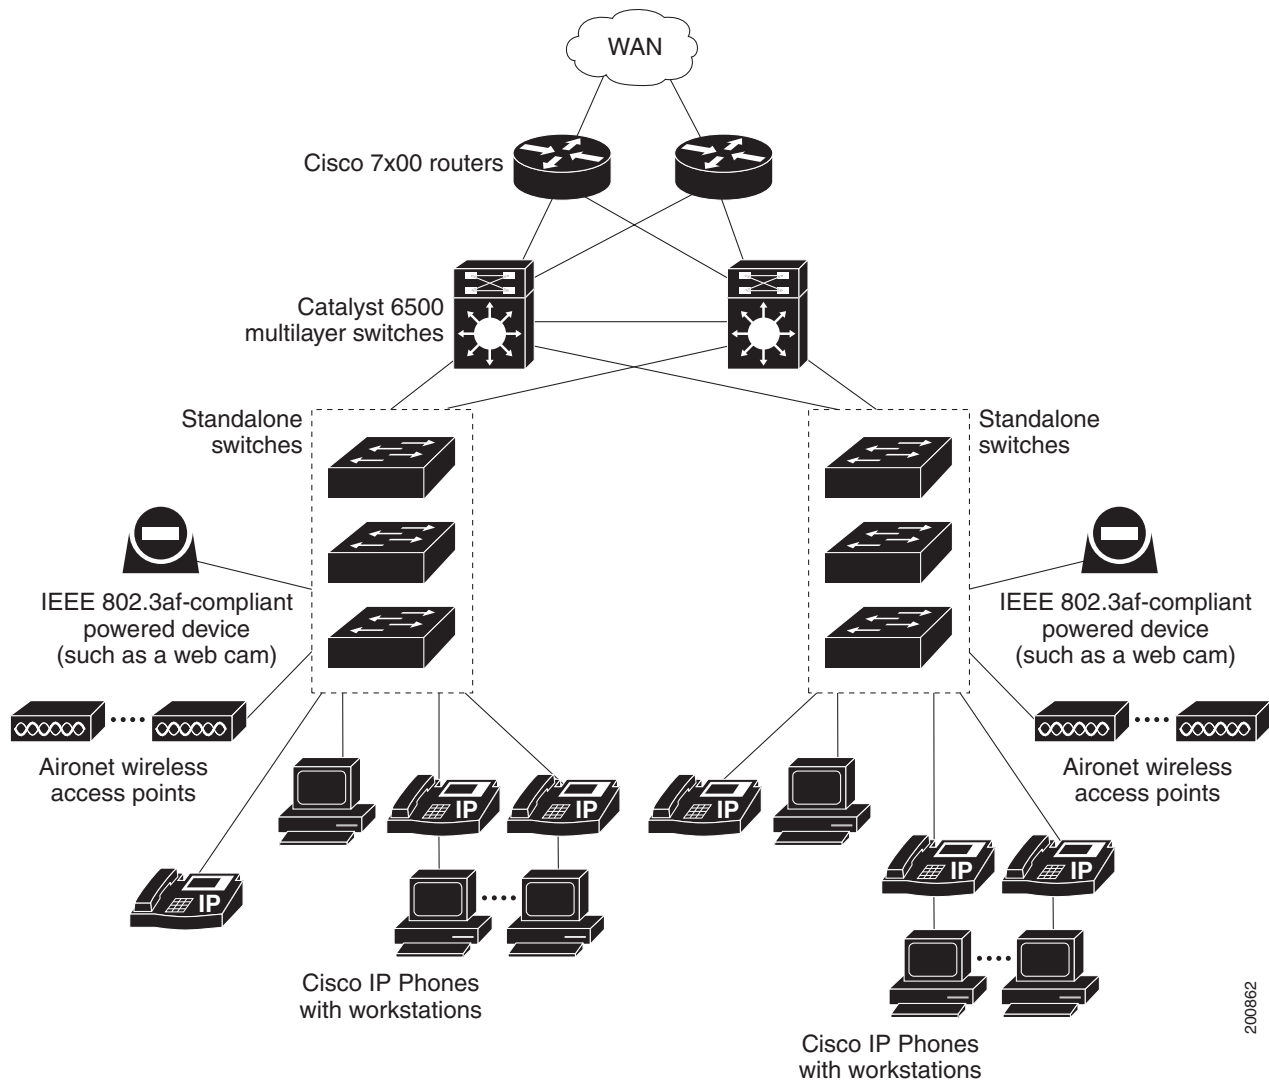 WAN
Cisco 7x00 routers
Catalyst 6500
multilayer switches
Standalone
switches
Standalone
switches
IEEE 802.3af-compliant
powered device
(such as a web cam)
IEEE 802.3af-compliant
powered device
(such as a web cam)
Aironet wireless
access points
Aironet wireless
access points
IP
IP
IP
IP
IP
IP
Cisco IP Phones
with workstations
Cisco IP Phones
with workstations
200862